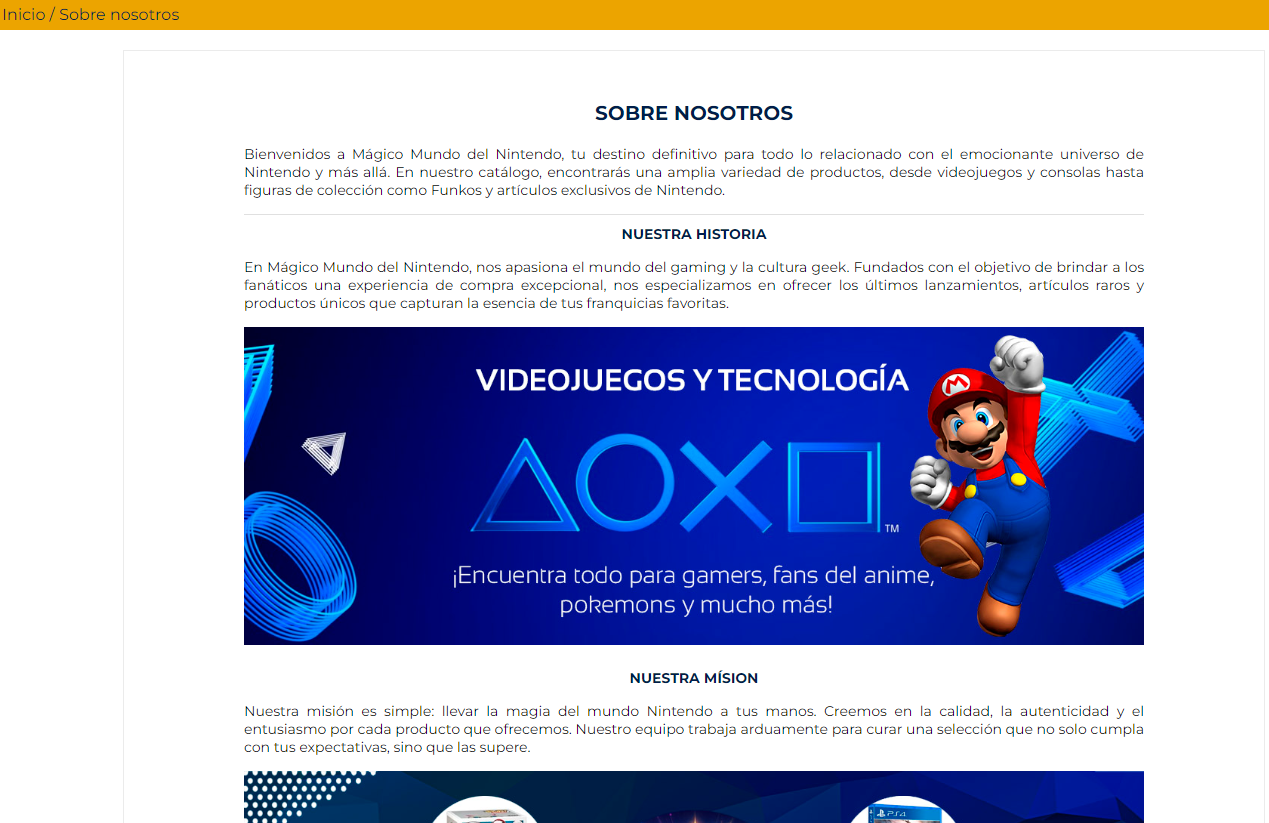 Inicio / Sobre nosotros
SOBRE NOSOTROS
Bienvenidos a Mágico Mundo del Nintendo, tu destino definitivo para todo lo relacionado con el emocionante universo de
Nintendo y más allá. En nuestro catálogo, encontrarás una amplia variedad de productos, desde videojuegos y consolas hasta
figuras de colección como Funkos y artículos exclusivos de Nintendo.
NUESTRA HISTORIA
En Mágico Mundo del Nintendo, nos apasiona el mundo del gaming y la cultura geek. Fundados con el objetivo de brindar a los
fanáticos una experiencia de compra excepcional, nos especializamos en ofrecer los últimos lanzamientos, artículos raros y
productos únicos que capturan la esencia de tus franquicias favoritas.
VIDEOJUEGOS Y TECNOLOGÍA
M
TM
¡Encuentra todo para gamers, fans del anime,
pokemons y mucho más!
NUESTRA MÍSION
Nuestra misión es simple: llevar la magia del mundo Nintendo a tus manos. Creemos en la calidad, la autenticidad y el
entusiasmo por cada producto que ofrecemos. Nuestro equipo trabaja arduamente para curar una selección que no solo cumpla
con tus expectativas, sino que las supere.
PS4